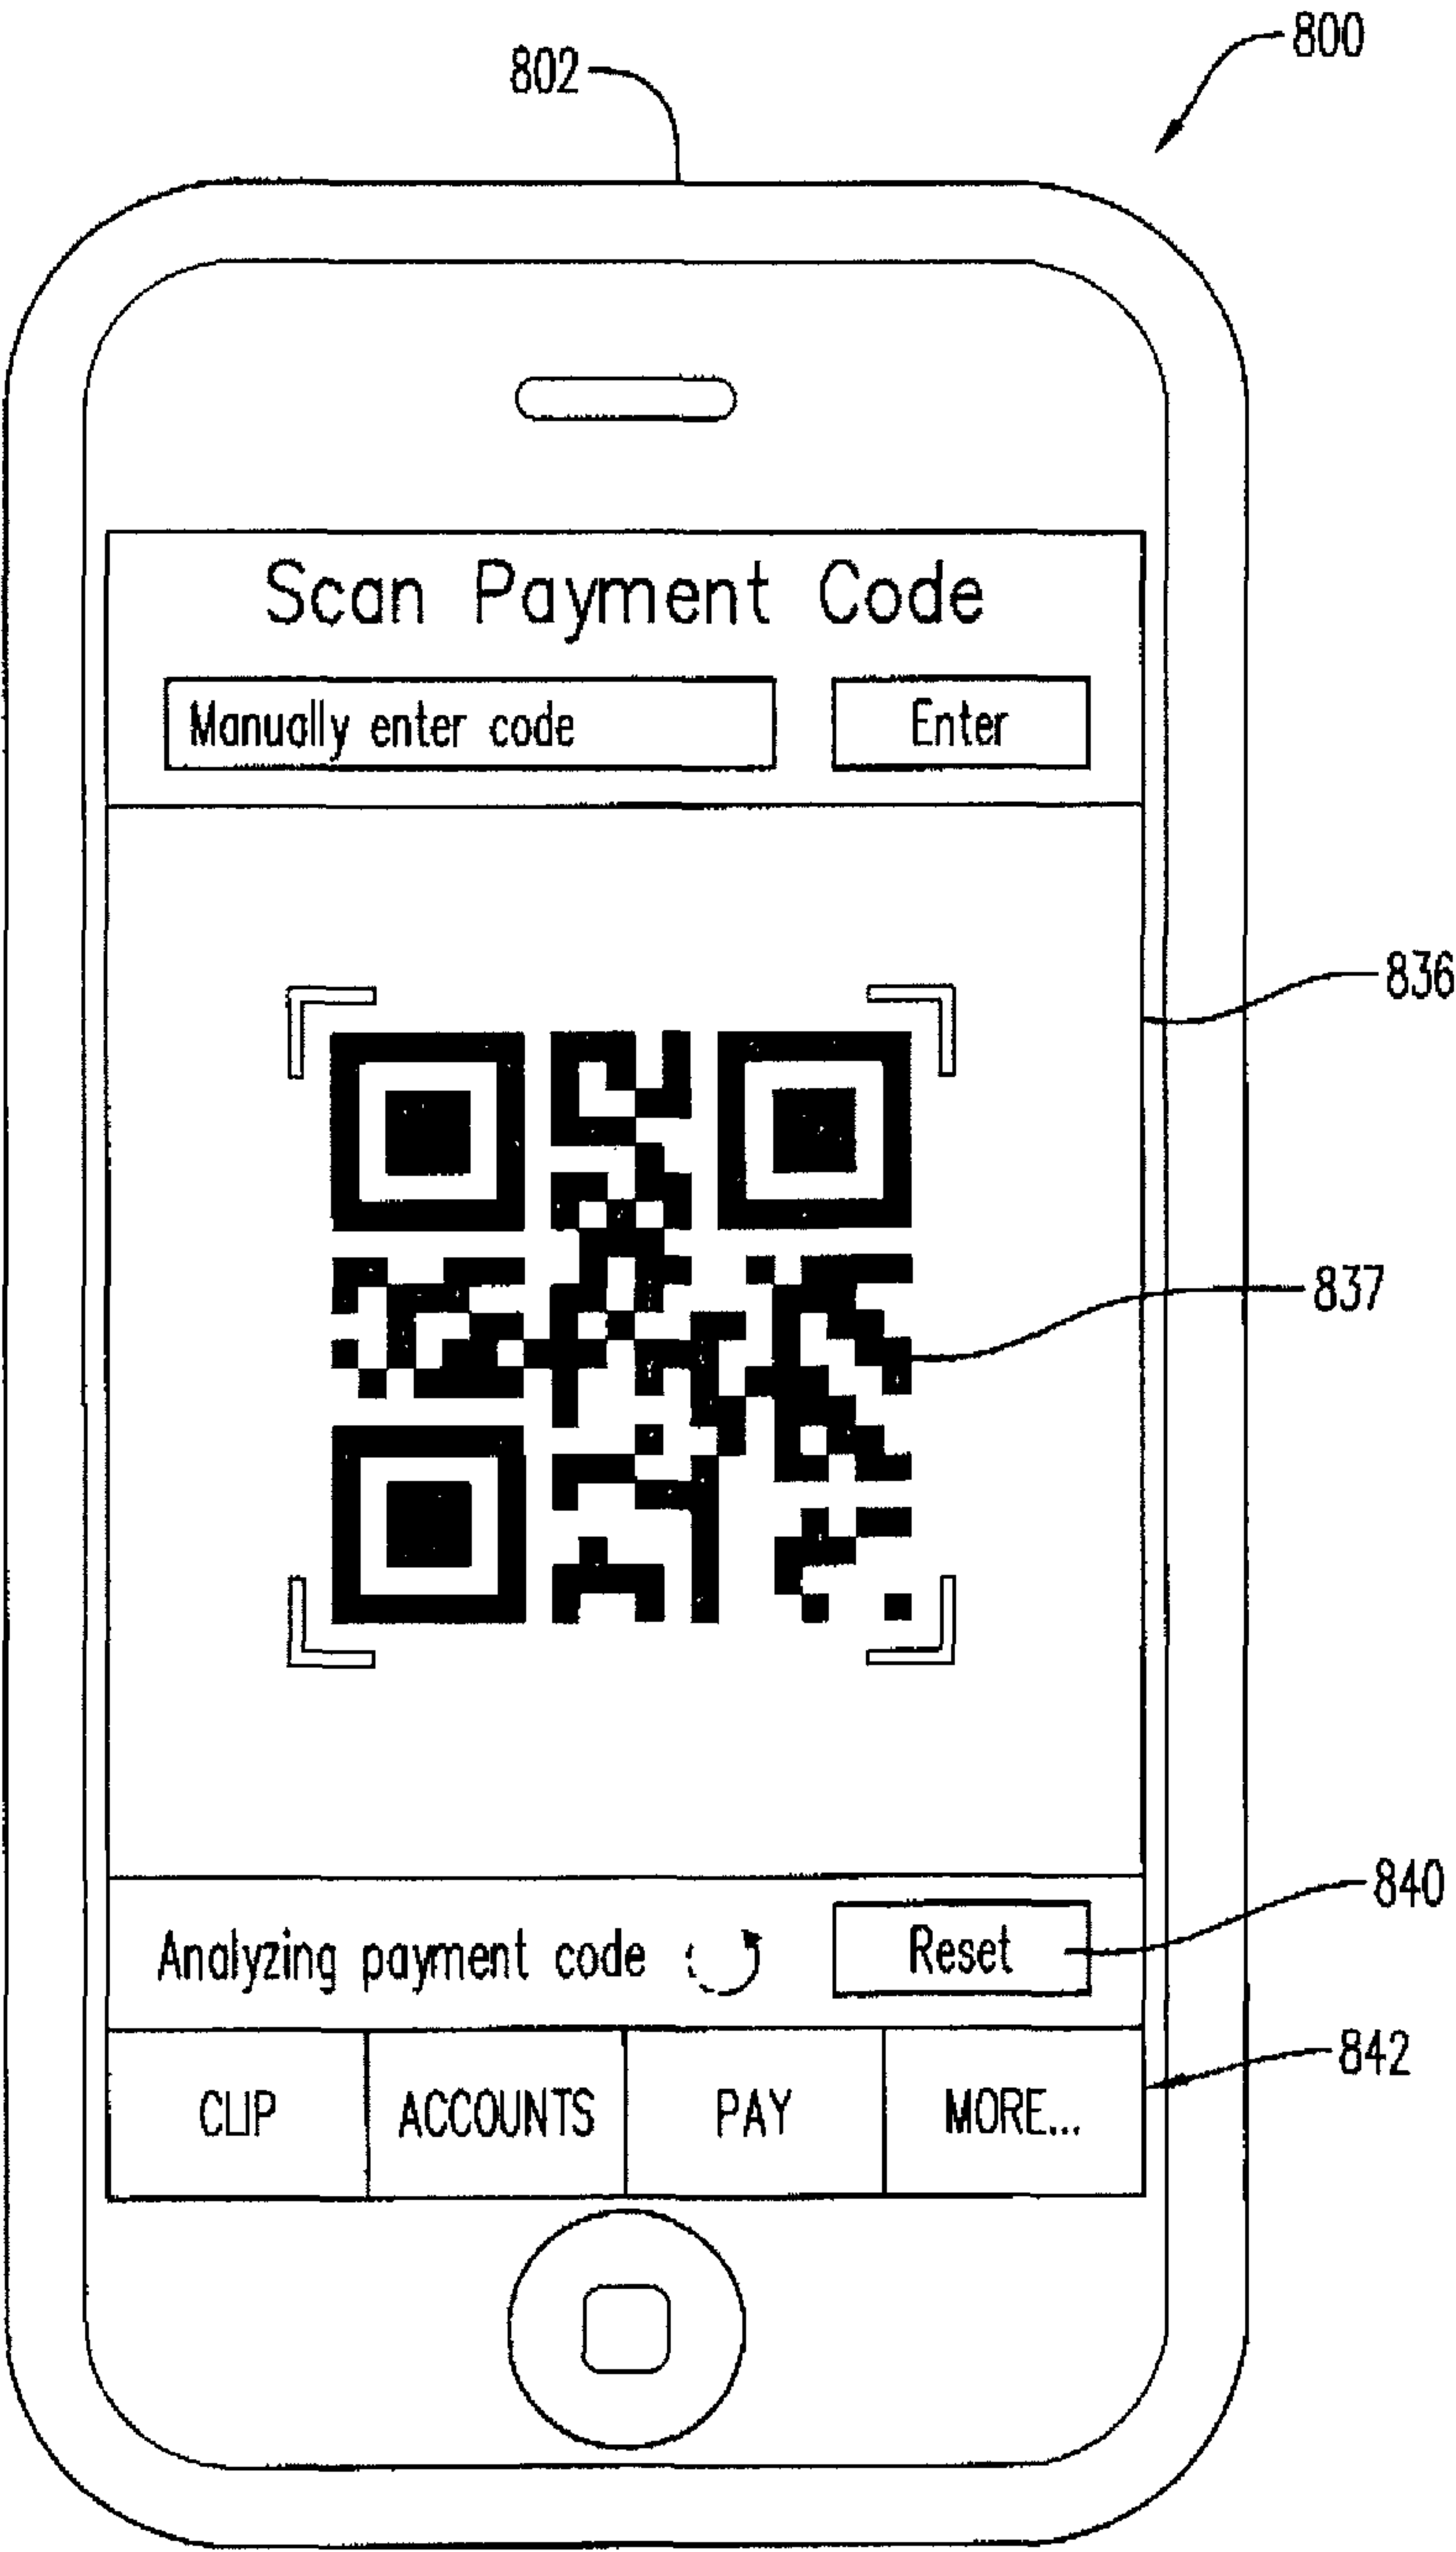 800
802
Scan Payment Code
Manually enter code Enter
836
837
840
Analyzing payment code Reset
842
CLIP ACCOUNTS PAY MORE...